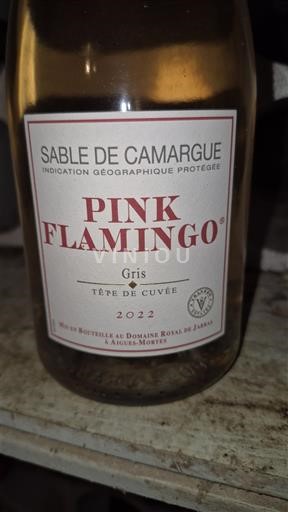 SABLE DE CAMARGUE
INDICATION GÉOGRAPHIQUE PROTÉGÉE
PINK
FLAMINGO®
VINIOU
Gris
TÊTE DE CUVÉE
2022
MIS EN BOUTEILLE AU DOMAINE ROYAL DE JARRAS
À AIGUES-MORTES